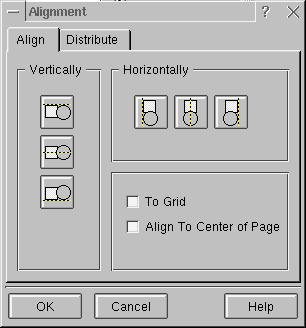 Alignment
Align Distribute
Vertically Horizontally
To Grid
Align To Center of Page
OK Cancel Help